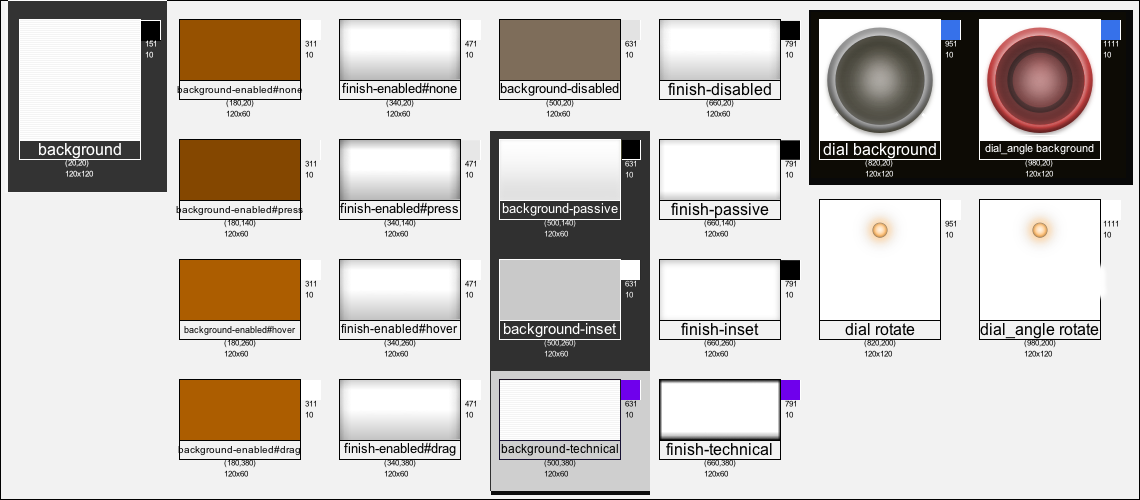 151
10
background
(20,20)
120x120
311
10
background-enabled#none
(180,20)
120x60
471
10
finish-enabled#none
(340,20)
120x60
631
10
background-disabled
(500,20)
120x60
791
10
finish-disabled
(660,20)
120x60
951
10
dial background
(820,20)
120x120
1111
10
dial_angle background
(980,20)
120x120
311
10
background-enabled#press
(180,140)
120x60
471
10
finish-enabled#press
(340,140)
120x60
631
10
background-passive
(500,140)
120x60
791
10
finish-passive
(660,140)
120x60
951
10
dial rotate
(820,200)
120x120
1111
10
dial_angle rotate
(980,200)
120x120
311
10
background-enabled#hover
(180,260)
120x60
471
10
finish-enabled#hover
(340,260)
120x60
631
10
background-inset
(500,260)
120x60
791
10
finish-inset
(660,260)
120x60
311
10
background-enabled#drag
(180,380)
120x60
471
10
finish-enabled#drag
(340,380)
120x60
631
10
background-technical
(500,380)
120x60
791
10
finish-technical
(660,380)
120x60